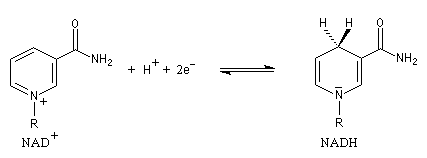 H H O
O NH2
NH2 + H+ + 2e−
N+ N̅
R R
NAD+ NADH